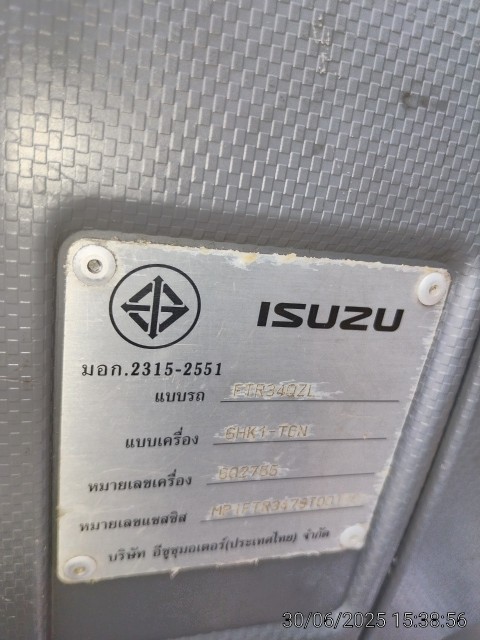 ISUZU
มอก.2315-2551
แบบรถ FTR34QZL
แบบเครื่อง 6HK1-TCN
หมายเลขเครื่อง
หมายเลขแชสซิส
บริษัท อีซูซุมอเตอร์(ประเทศไทย) จำกัด
30/06/2025 15:38:56